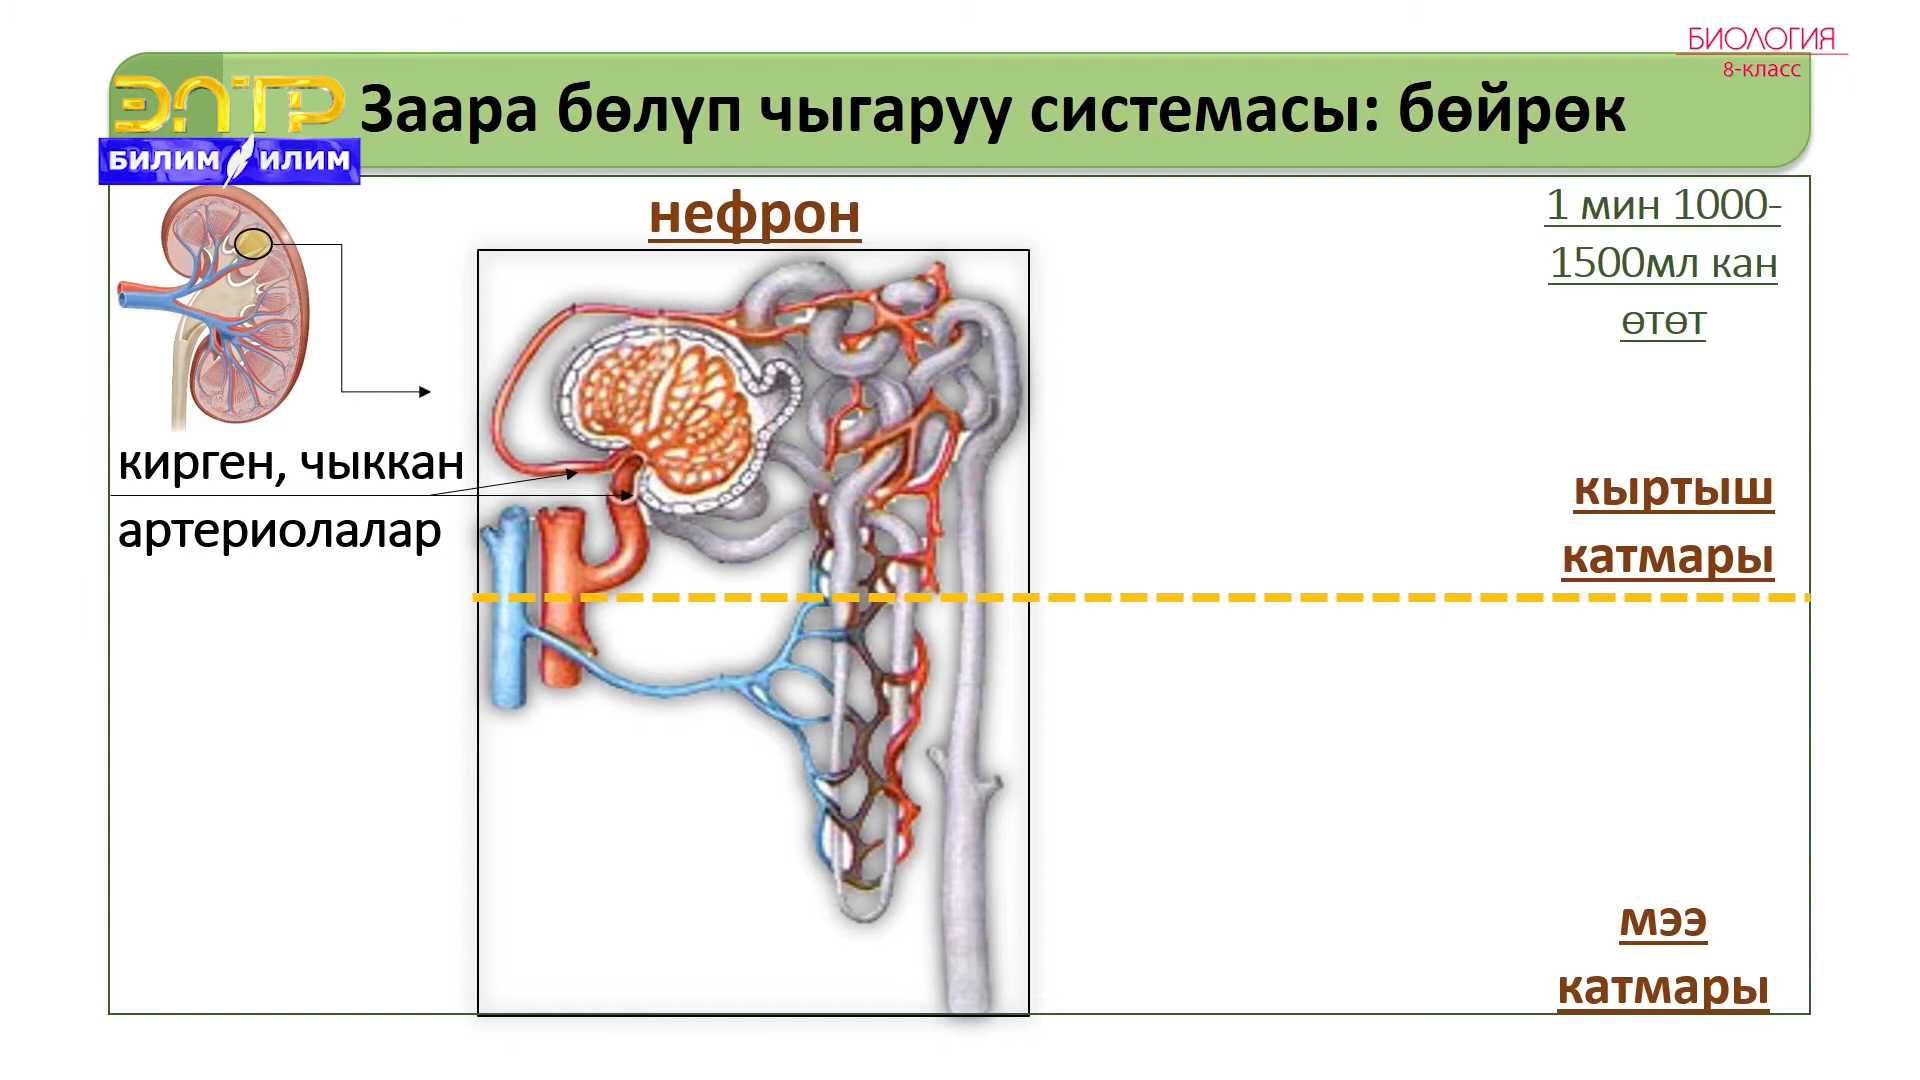 БИОЛОГИЯ
8-класс
ЭЛТР
БИЛИМ ИЛИМ
Заара бөлүп чыгаруу системасы: бөйрөк
нефрон
1 мин 1000-
1500мл кан
өтөт
кирген, чыккан
артериолалар
кыртыш
катмары
мээ
катмары